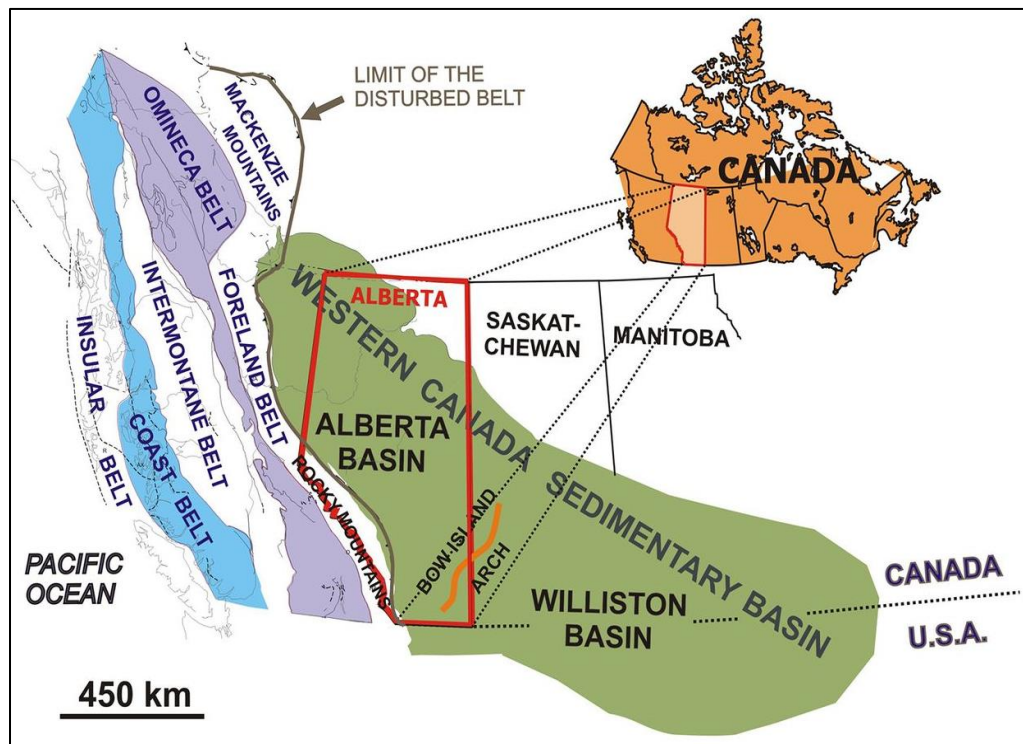 LIMIT OF THE
DISTURBED BELT
MACKENZIE
MOUNTAINS
OMINECA BELT
CANADA
WESTERN CANADA SEDIMENTARY BASIN
ALBERTA
SASKAT-
CHEWAN
MANITOBA
INSULAR
BELT
COAST BELT
INTERMONTANE BELT
FORELAND BELT
ALBERTA
BASIN
ROCKY MOUNTAINS
BOW-ISLAND
ARCH
PACIFIC
OCEAN
WILLISTON
BASIN
CANADA
U.S.A.
450 km